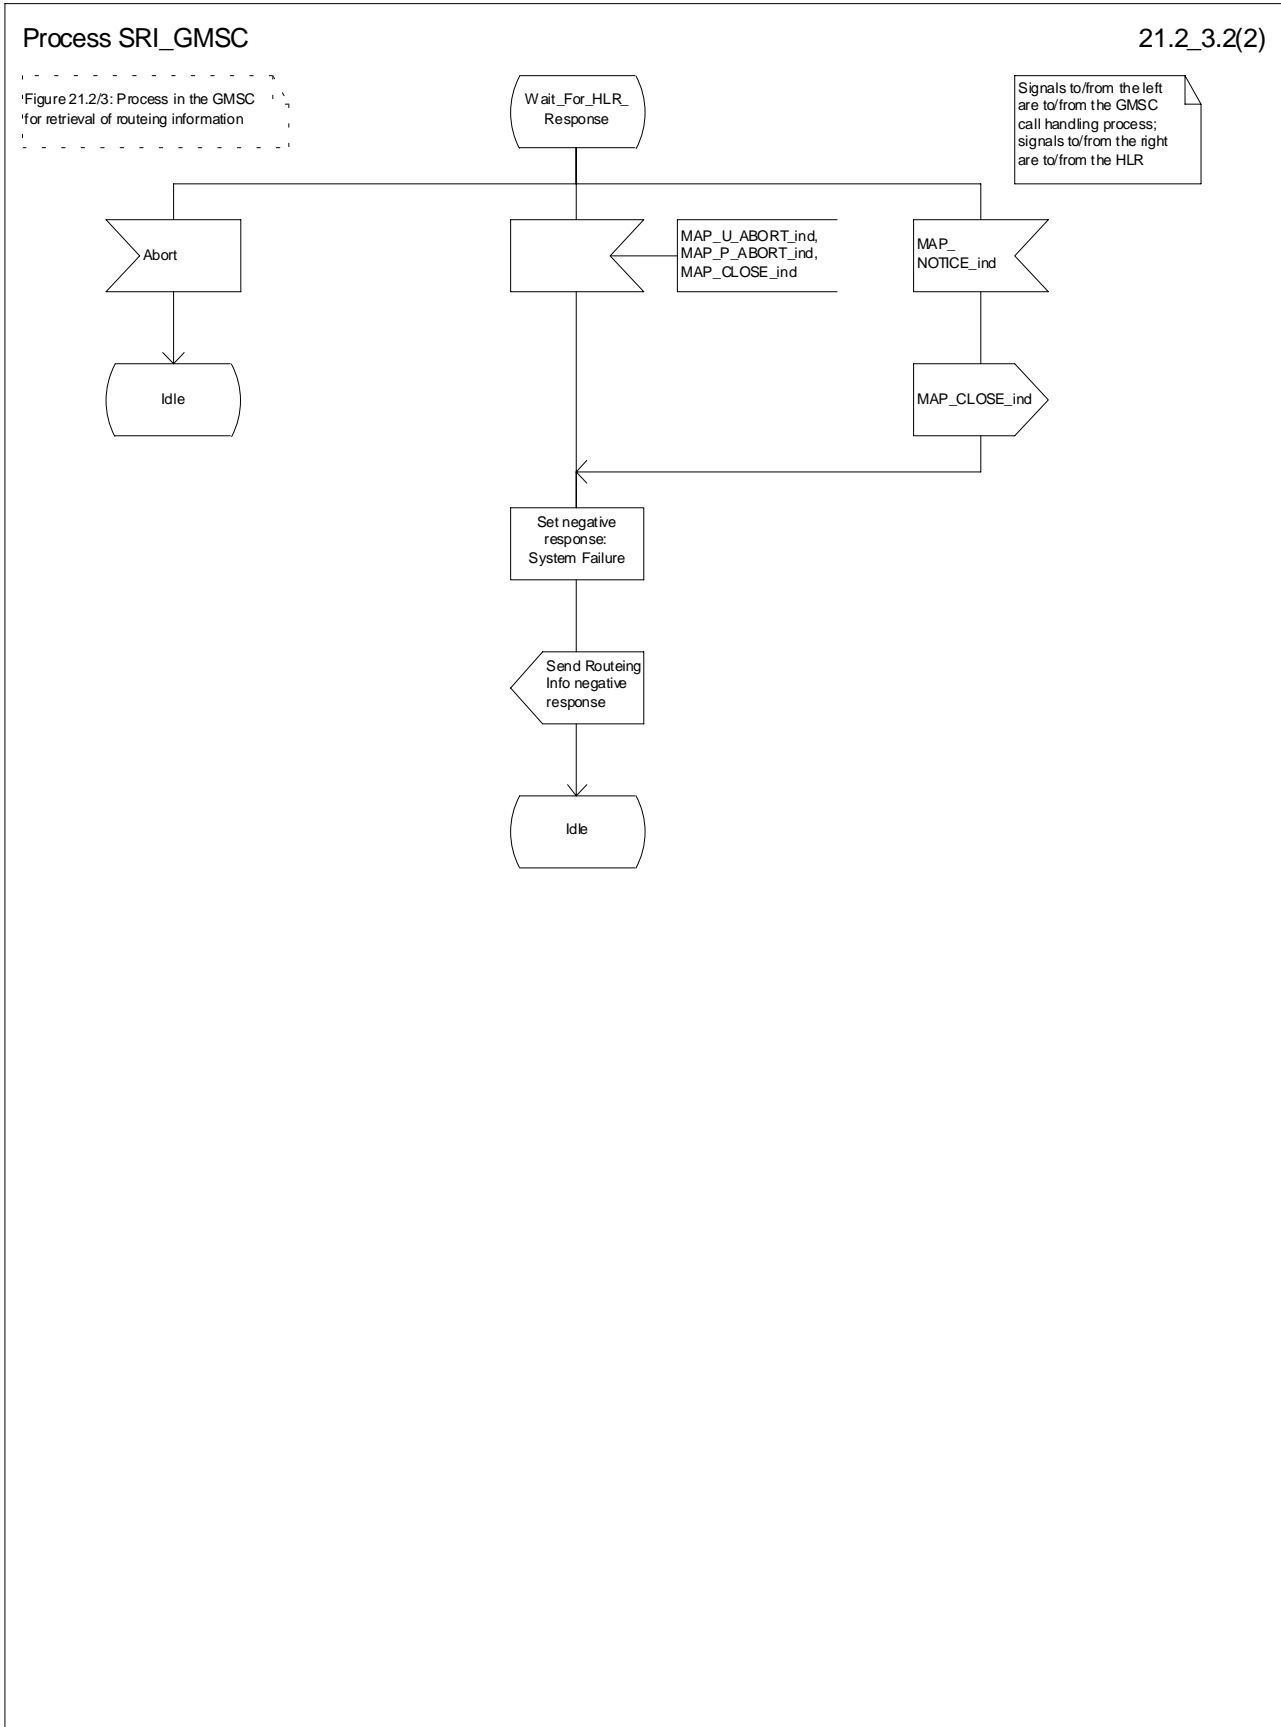 Process SRI_GMSC
21.2_3.2(2)
Figure 21.2/3: Process in the GMSC
for retrieval of routeing information
Wait_For_HLR_
Response
Signals to/from the left
are to/from the GMSC
call handling process;
signals to/from the right
are to/from the HLR
Abort
MAP_U_ABORT_ind,
MAP_P_ABORT_ind,
MAP_CLOSE_ind
MAP_
NOTICE_ind
Idle
MAP_CLOSE_ind
Set negative
response:
System Failure
Send Routeing
Info negative
response
Idle